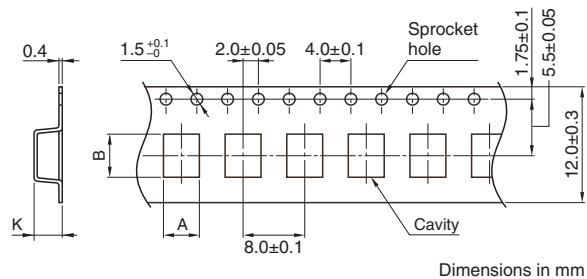 0.4
1.5 +0.1 −0
2.0±0.05
4.0±0.1
Sprocket
hole
1.75±0.05
5.5±0.05
12.0±0.3
B
K
A
8.0±0.1
Cavity
Dimensions in mm